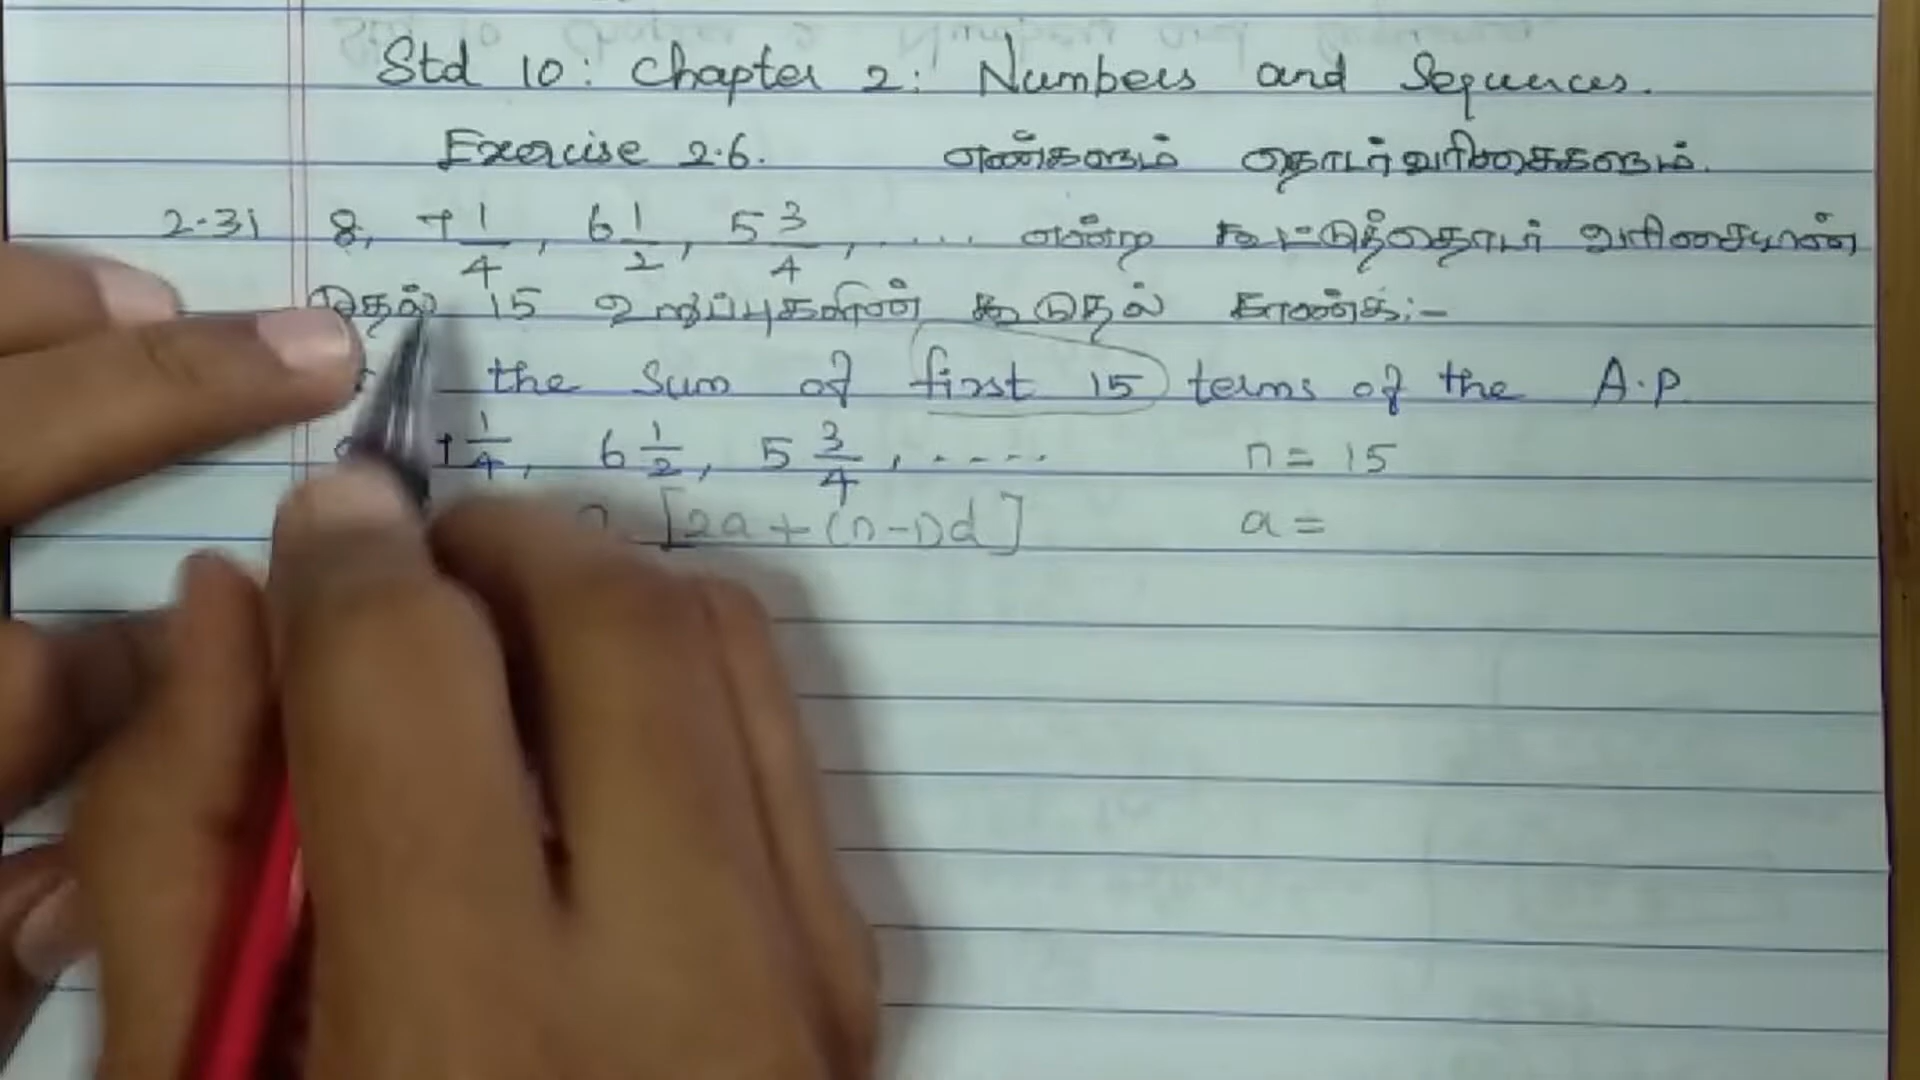 Std 10: Chapter 2: Numbers and Sequences.
Exercise 2.6. எண்களும் தொடர்வரிசைகளும்.
2.31 8, 7 1/4, 6 1/2, 5 3/4, .... என்ற கூட்டுத்தொடர் வரிசையின்
முதல் 15 உறுப்புகளின் கூடுதல் காண்க:-
the Sum of first 15 terms of the A.P.
7 1/4, 6 1/2, 5 3/4, ..... n = 15
[2a + (n-1)d] a =